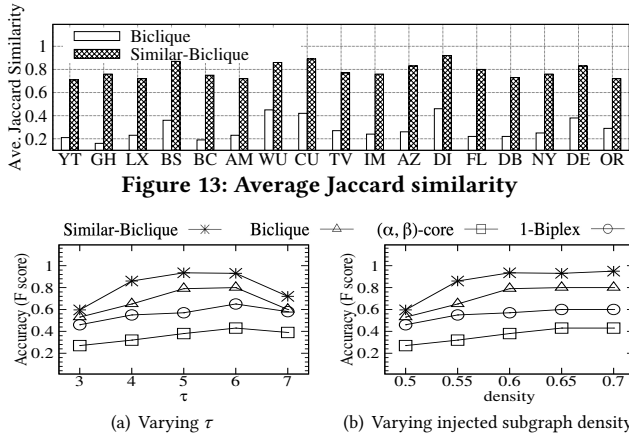 Ave. Jaccard Similarity
1
0.8
0.6
0.4
0.2
Biclique
Similar-Biclique
YT GH LX BS BC AM WU CU TV IM AZ DI FL DB NY DE OR
Figure 13: Average Jaccard similarity
Similar-Biclique Biclique (α, β)-core 1-Biplex
Accuracy (F score)
1
0.8
0.6
0.4
0.2
3 4 5 6 7
τ
(a) Varying τ
Accuracy (F score)
1
0.8
0.6
0.4
0.2
0.5 0.55 0.6 0.65 0.7
density
(b) Varying injected subgraph density